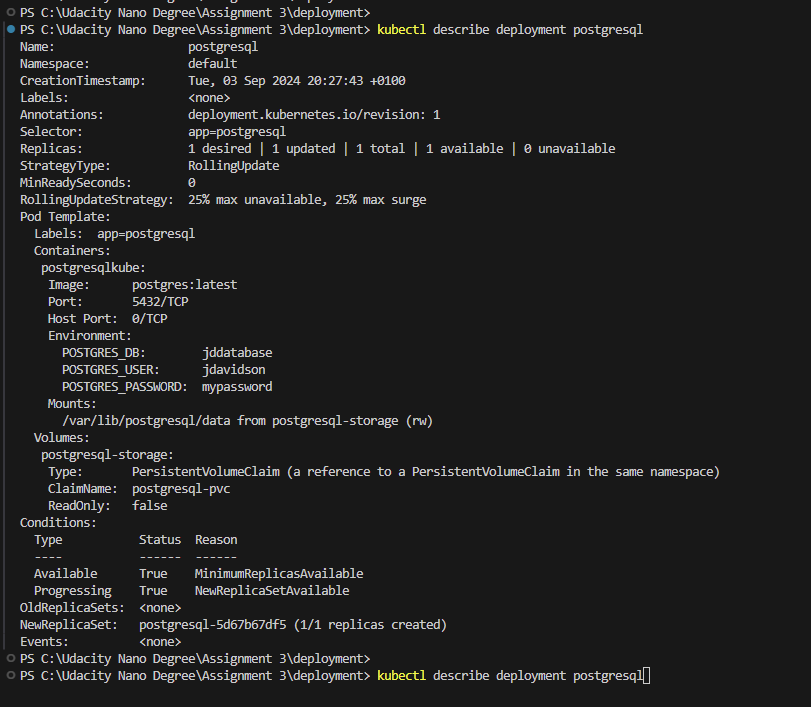 PS C:\Udacity Nano Degree\Assignment 3\deployment>
PS C:\Udacity Nano Degree\Assignment 3\deployment> kubectl describe deployment postgresql
Name:                   postgresql
Namespace:              default
CreationTimestamp:      Tue, 03 Sep 2024 20:27:43 +0100
Labels:                 <none>
Annotations:            deployment.kubernetes.io/revision: 1
Selector:               app=postgresql
Replicas:               1 desired | 1 updated | 1 total | 1 available | 0 unavailable
StrategyType:           RollingUpdate
MinReadySeconds:        0
RollingUpdateStrategy:  25% max unavailable, 25% max surge
Pod Template:
  Labels:  app=postgresql
  Containers:
   postgresqlkube:
    Image:      postgres:latest
    Port:       5432/TCP
    Host Port:  0/TCP
    Environment:
      POSTGRES_DB:        jddatabase
      POSTGRES_USER:      jdavidson
      POSTGRES_PASSWORD:  mypassword
    Mounts:
      /var/lib/postgresql/data from postgresql-storage (rw)
  Volumes:
   postgresql-storage:
    Type:       PersistentVolumeClaim (a reference to a PersistentVolumeClaim in the same namespace)
    ClaimName:  postgresql-pvc
    ReadOnly:   false
Conditions:
  Type           Status  Reason
  ----           ------  ------
  Available      True    MinimumReplicasAvailable
  Progressing    True    NewReplicaSetAvailable
OldReplicaSets:  <none>
NewReplicaSet:   postgresql-5d67b67df5 (1/1 replicas created)
Events:          <none>
PS C:\Udacity Nano Degree\Assignment 3\deployment>
PS C:\Udacity Nano Degree\Assignment 3\deployment> kubectl describe deployment postgresql